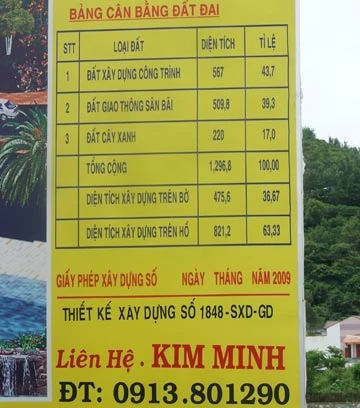 BẢNG CÂN BẰNG ĐẤT ĐAI
STT LOẠI ĐẤT DIỆN TÍCH TỈ LỆ
1 ĐẤT XÂY DỰNG CÔNG TRÌNH 567 43,7
2 ĐẤT GIAO THÔNG SÂN BÃI 509,8 39,3
3 ĐẤT CÂY XANH 220 17,0
TỔNG CỘNG 1,296,8 100,00
DIỆN TÍCH XÂY DỰNG TRÊN BỜ 475,6 36,67
DIỆN TÍCH XÂY DỰNG TRÊN HỒ 821,2 63,33
GIẤY PHÉP XÂY DỰNG SỐ NGÀY THÁNG NĂM 2009
THIẾT KẾ XÂY DỰNG SỐ 1848-SXD-GD
Liên Hệ . KIM MINH
ĐT: 0913.801290